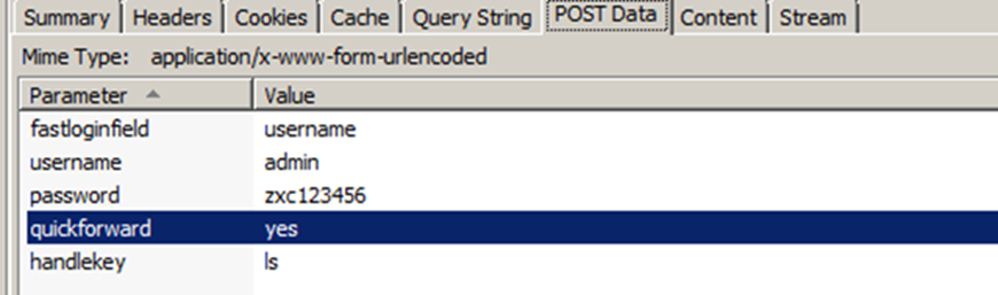 Summary Headers Cookies Cache Query String POST Data Content Stream
Mime Type: application/x-www-form-urlencoded
Parameter Value
fastloginfield username
username admin
password zxc123456
quickforward yes
handlekey ls